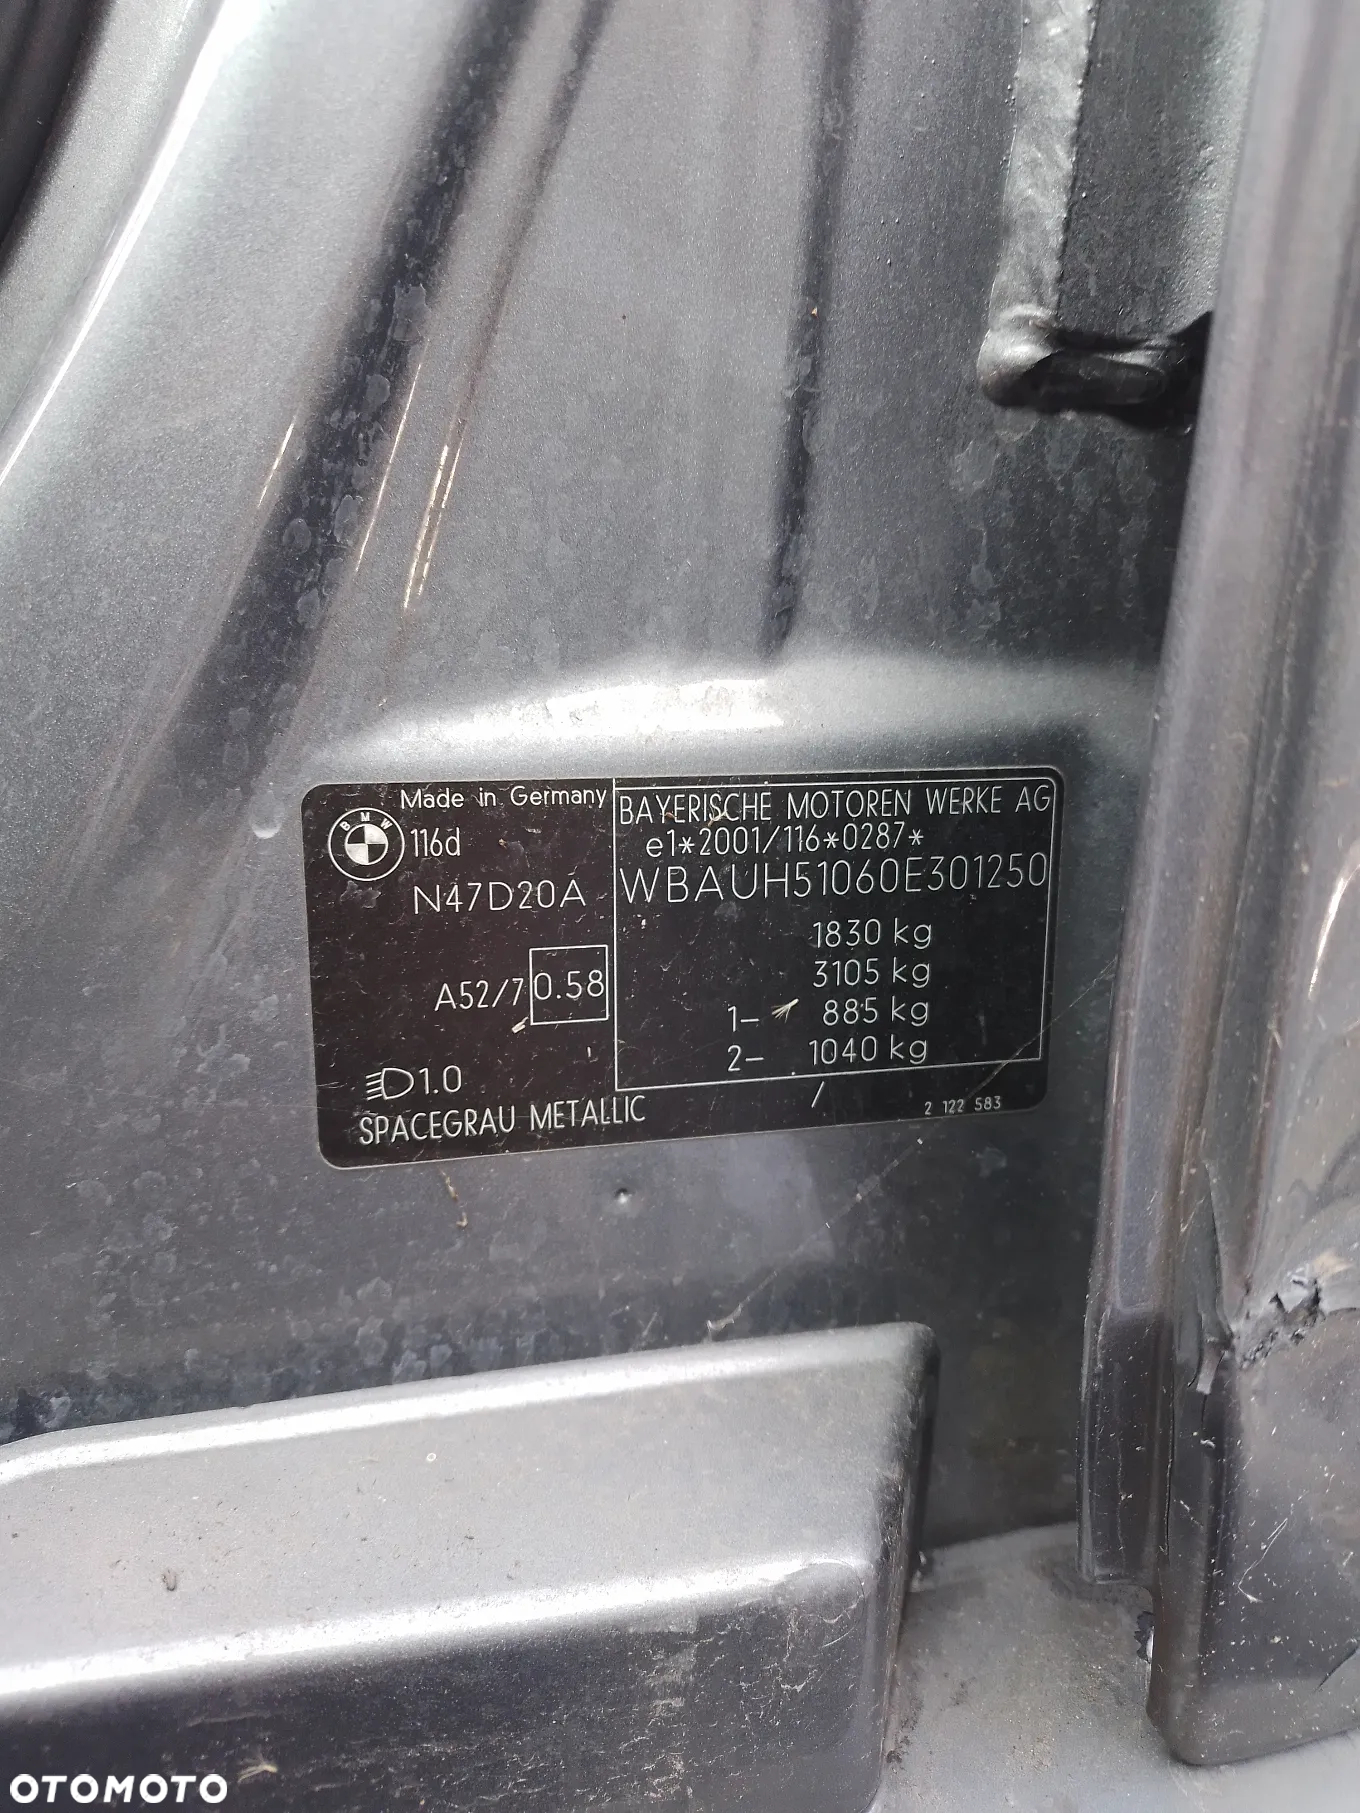 Made in Germany
BMW
116d
N47D20A
A52/7 0.58
1.0
SPACEGRAU METALLIC
BAYERISCHE MOTOREN WERKE AG
e1*2001/116*0287*
WBAUH51060E301250
1830 kg
3105 kg
1- 885 kg
2- 1040 kg
/
2 122 583
OTOMOTO